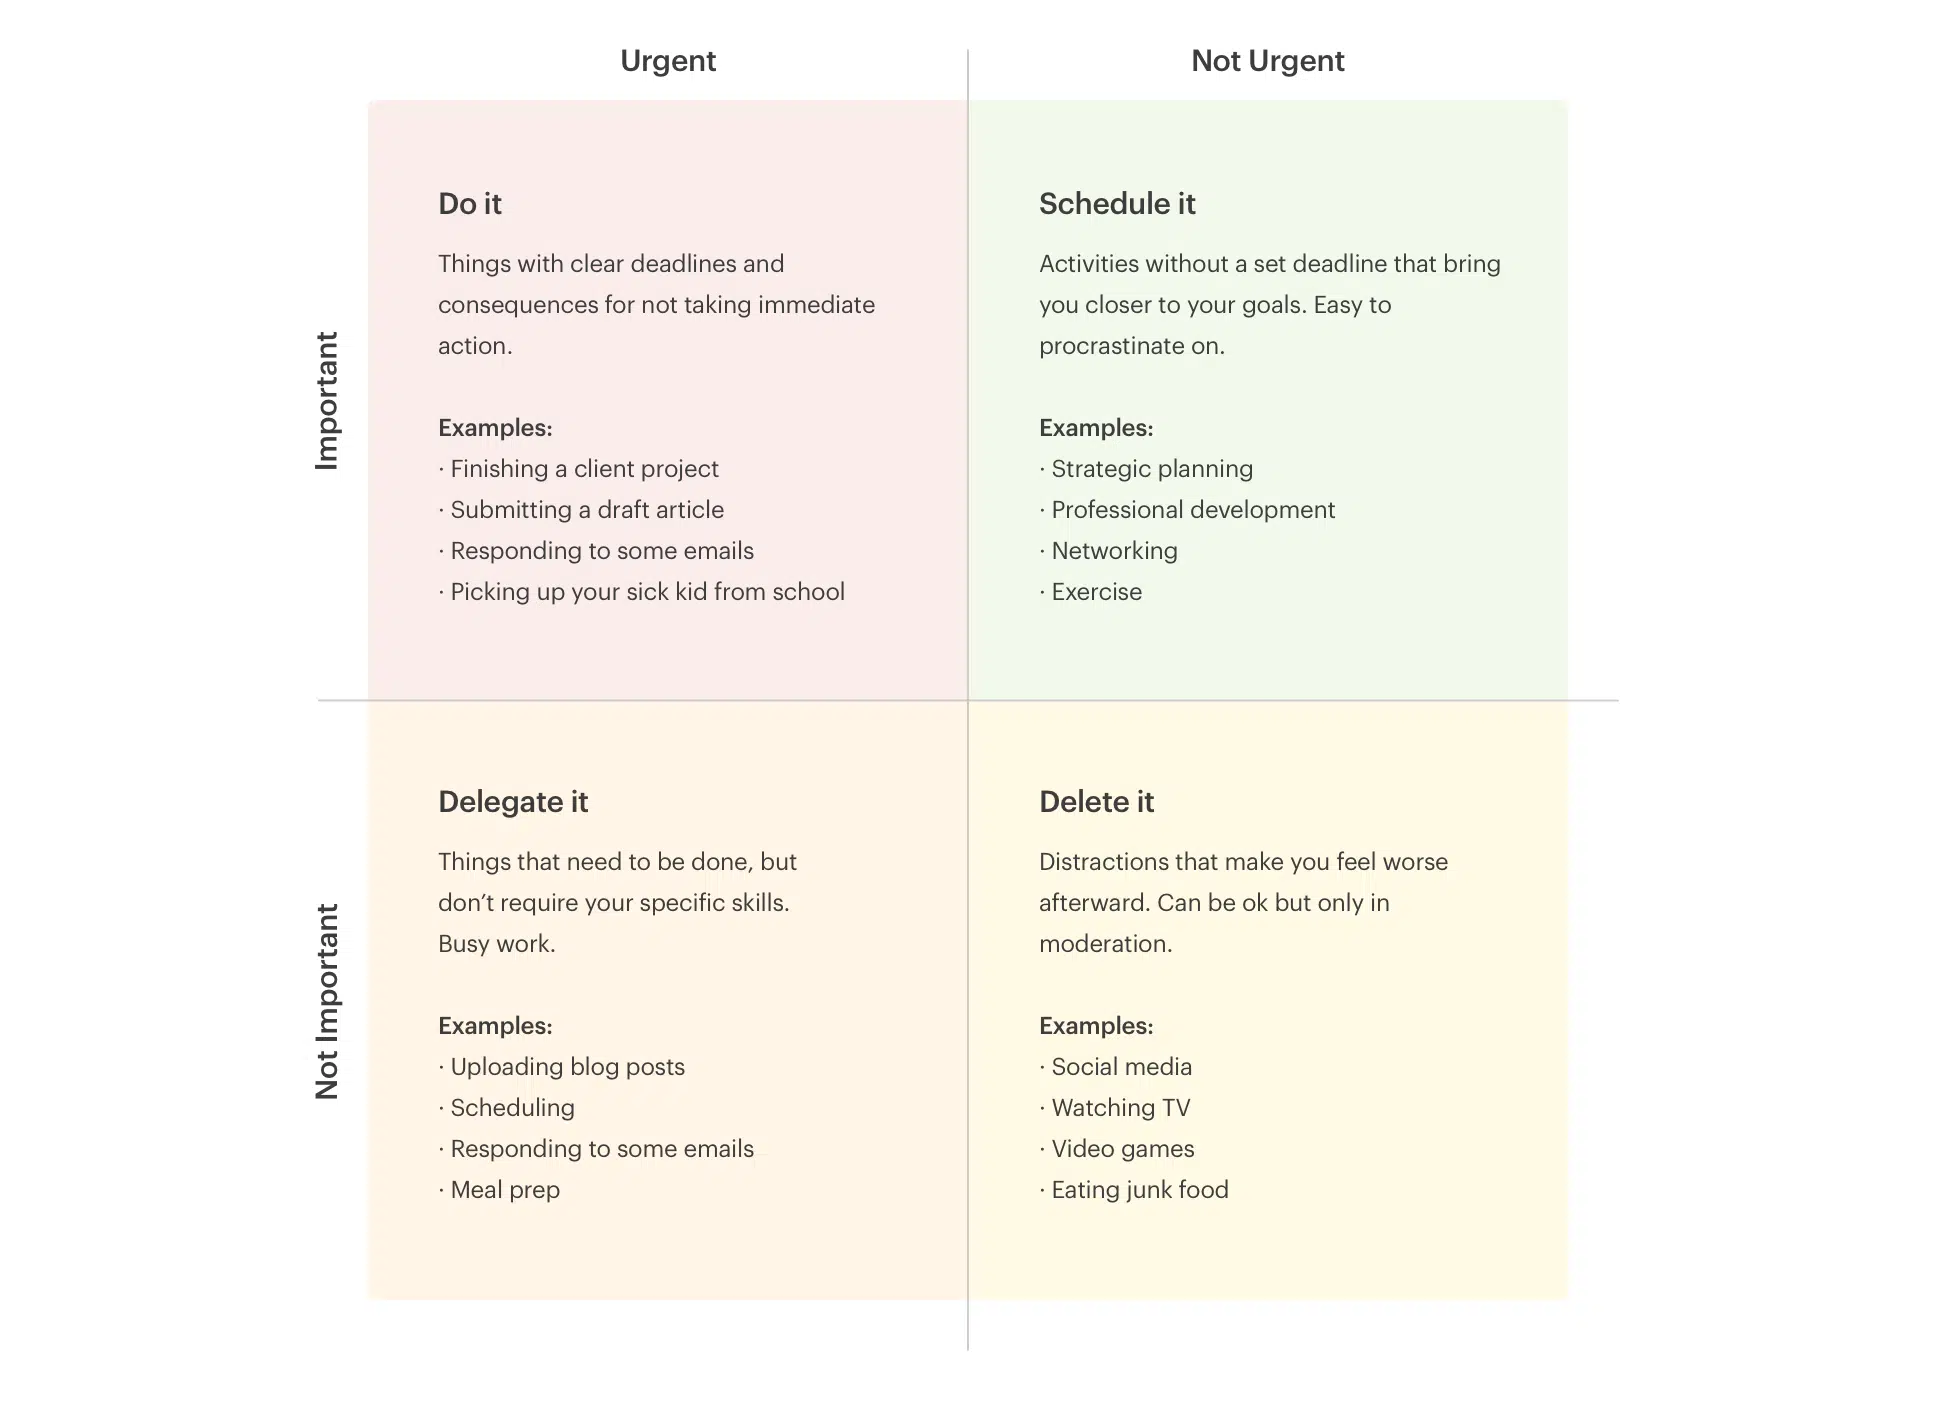 Urgent
Not Urgent
Important
Do it
Things with clear deadlines and
consequences for not taking immediate
action.
Examples:
· Finishing a client project
· Submitting a draft article
· Responding to some emails
· Picking up your sick kid from school
Schedule it
Activities without a set deadline that bring
you closer to your goals. Easy to
procrastinate on.
Examples:
· Strategic planning
· Professional development
· Networking
· Exercise
Not Important
Delegate it
Things that need to be done, but
don’t require your specific skills.
Busy work.
Examples:
· Uploading blog posts
· Scheduling
· Responding to some emails
· Meal prep
Delete it
Distractions that make you feel worse
afterward. Can be ok but only in
moderation.
Examples:
· Social media
· Watching TV
· Video games
· Eating junk food